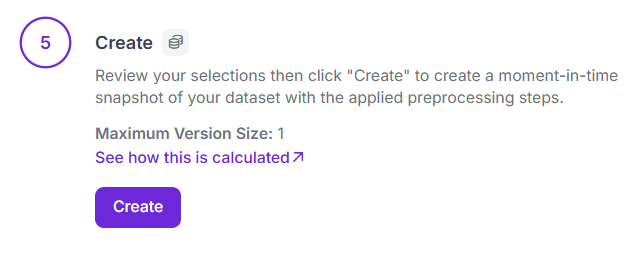 5
Create
Review your selections then click "Create" to create a moment-in-time
snapshot of your dataset with the applied preprocessing steps.
Maximum Version Size: 1
See how this is calculated
Create